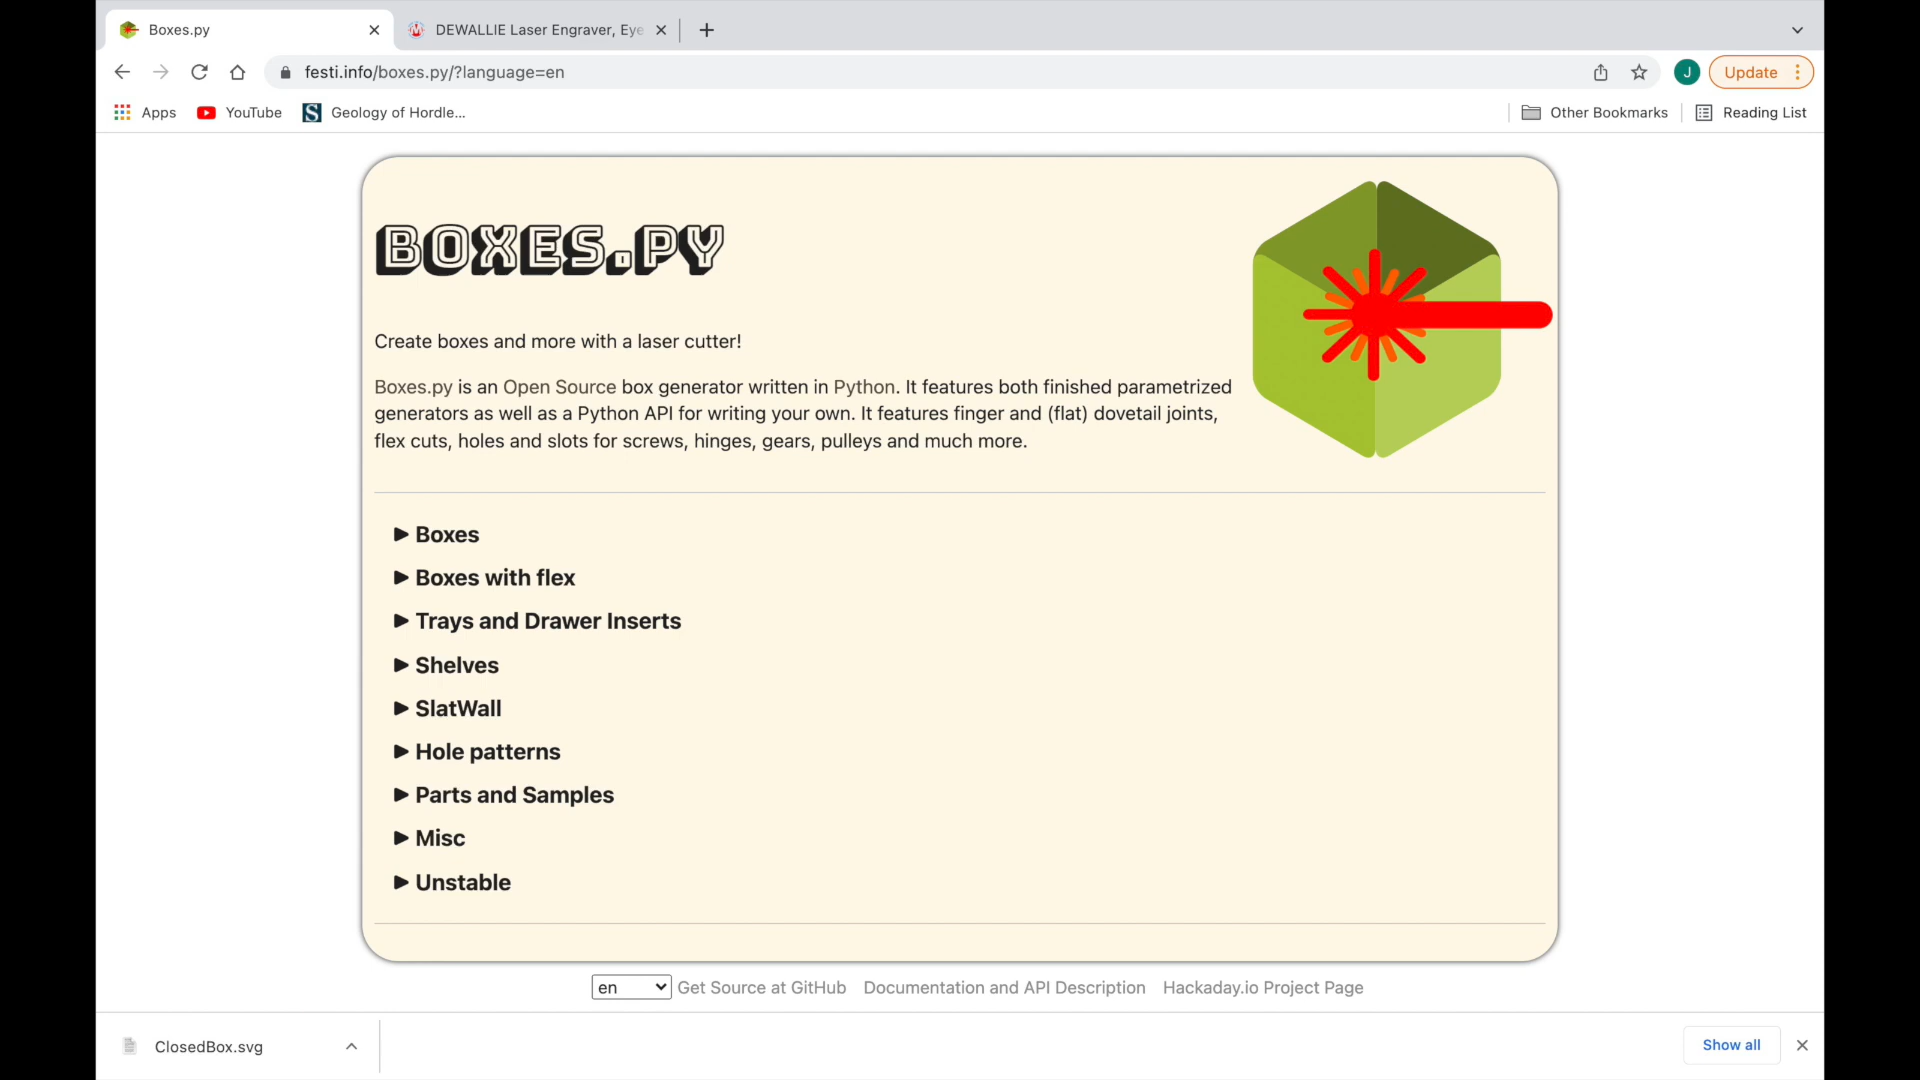 Boxes.py
DEWALLIE Laser Engraver, Eye
festi.info/boxes.py/?language=en
J
Update
Apps
YouTube
S
Geology of Hordle...
Other Bookmarks
Reading List
BOXES.PY
Create boxes and more with a laser cutter!
Boxes.py is an Open Source box generator written in Python. It features both finished parametrized
generators as well as a Python API for writing your own. It features finger and (flat) dovetail joints,
flex cuts, holes and slots for screws, hinges, gears, pulleys and much more.
Boxes
Boxes with flex
Trays and Drawer Inserts
Shelves
SlatWall
Hole patterns
Parts and Samples
Misc
Unstable
en
Get Source at GitHub
Documentation and API Description
Hackaday.io Project Page
ClosedBox.svg
Show all